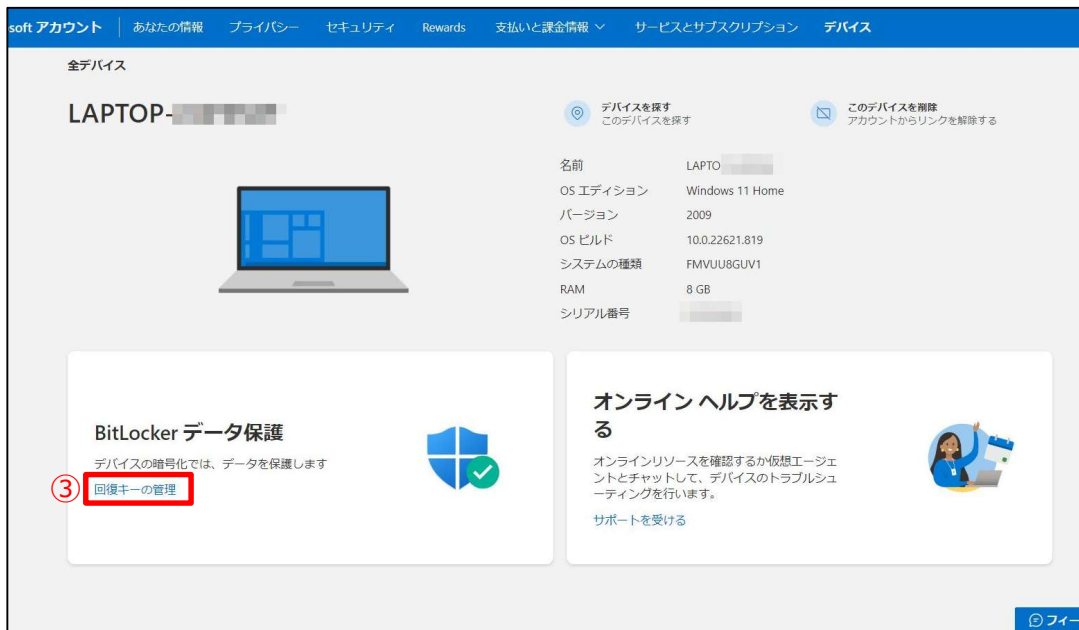 soft アカウント
あなたの情報
プライバシー
セキュリティ
Rewards
支払いと課金情報
サービスとサブスクリプション
デバイス
全デバイス
LAPTOP-
デバイスを探す
このデバイスを探す
このデバイスを削除
アカウントからリンクを解除する
名前 LAPTO
OS エディション Windows 11 Home
バージョン 2009
OS ビルド 10.0.22621.819
システムの種類 FMVUU8GUV1
RAM 8 GB
シリアル番号
BitLocker データ保護
デバイスの暗号化では、データを保護します
③ 回復キーの管理
オンライン ヘルプを表示す
る
オンラインリソースを確認するか仮想エージェ
ントとチャットして、デバイスのトラブルシュ
ーティングを行います。
サポートを受ける
フィー